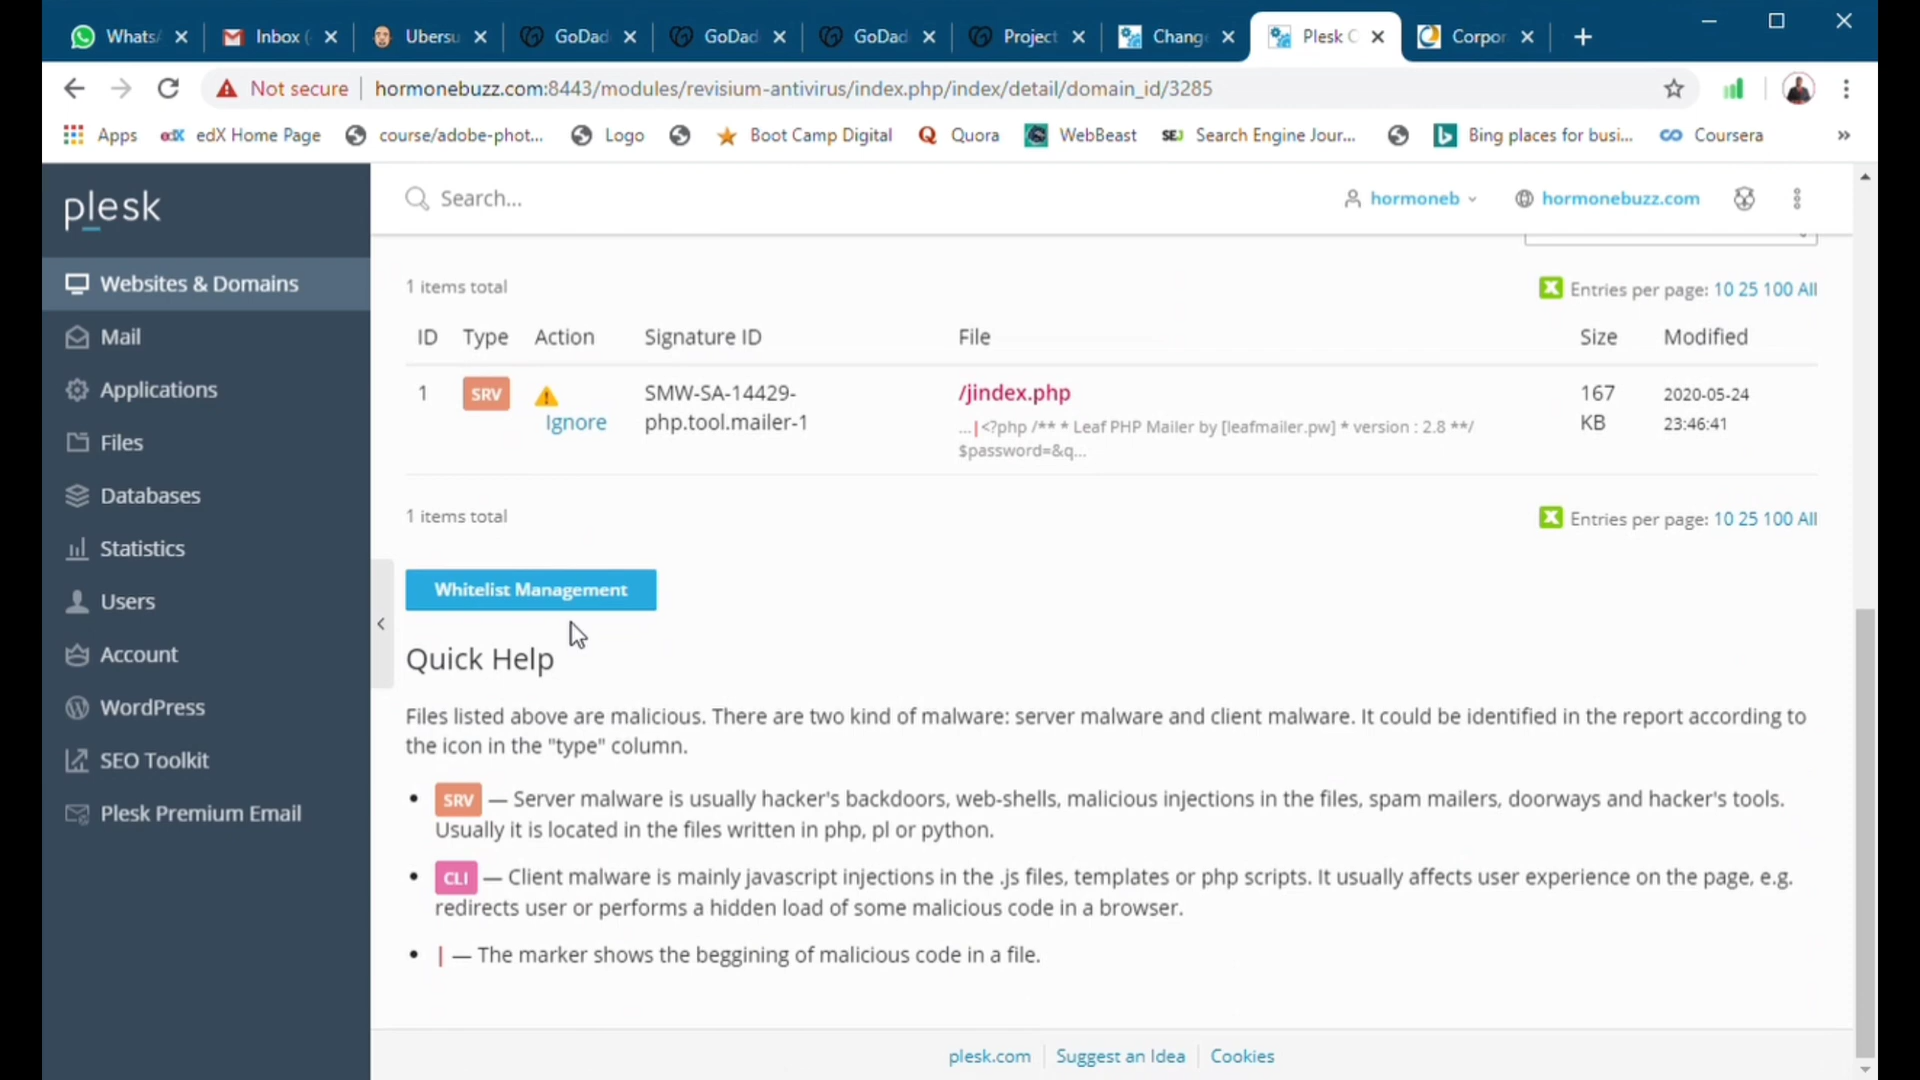 Whats
Inbox (
Ubersu
GoDad
GoDad
GoDad
Project
Change
Plesk
Corpor
Not secure
hormonebuzz.com:8443/modules/revisium-antivirus/index.php/index/detail/domain_id/3285
Apps
edX
edX Home Page
course/adobe-phot...
Logo
Boot Camp Digital
Quora
WebBeast
SEJ
Search Engine Jour...
Bing places for busi...
Coursera
»
plesk
Search...
hormoneb
hormonebuzz.com
Websites & Domains
Mail
Applications
Files
Databases
Statistics
Users
Account
WordPress
SEO Toolkit
Plesk Premium Email
1 items total
Entries per page: 10 25 100 All
ID Type Action Signature ID File Size Modified
1 SRV SMW-SA-14429- /jindex.php 167 2020-05-24
Ignore php.tool.mailer-1 ...|<?php /** * Leaf PHP Mailer by [leafmailer.pw] * version : 2.8 **/ KB 23:46:41
$password=&q...
1 items total
Entries per page: 10 25 100 All
Whitelist Management
Quick Help
Files listed above are malicious. There are two kind of malware: server malware and client malware. It could be identified in the report according to
the icon in the "type" column.
• SRV — Server malware is usually hacker's backdoors, web-shells, malicious injections in the files, spam mailers, doorways and hacker's tools.
Usually it is located in the files written in php, pl or python.
• CLI — Client malware is mainly javascript injections in the .js files, templates or php scripts. It usually affects user experience on the page, e.g.
redirects user or performs a hidden load of some malicious code in a browser.
• | — The marker shows the beggining of malicious code in a file.
plesk.com
Suggest an Idea
Cookies